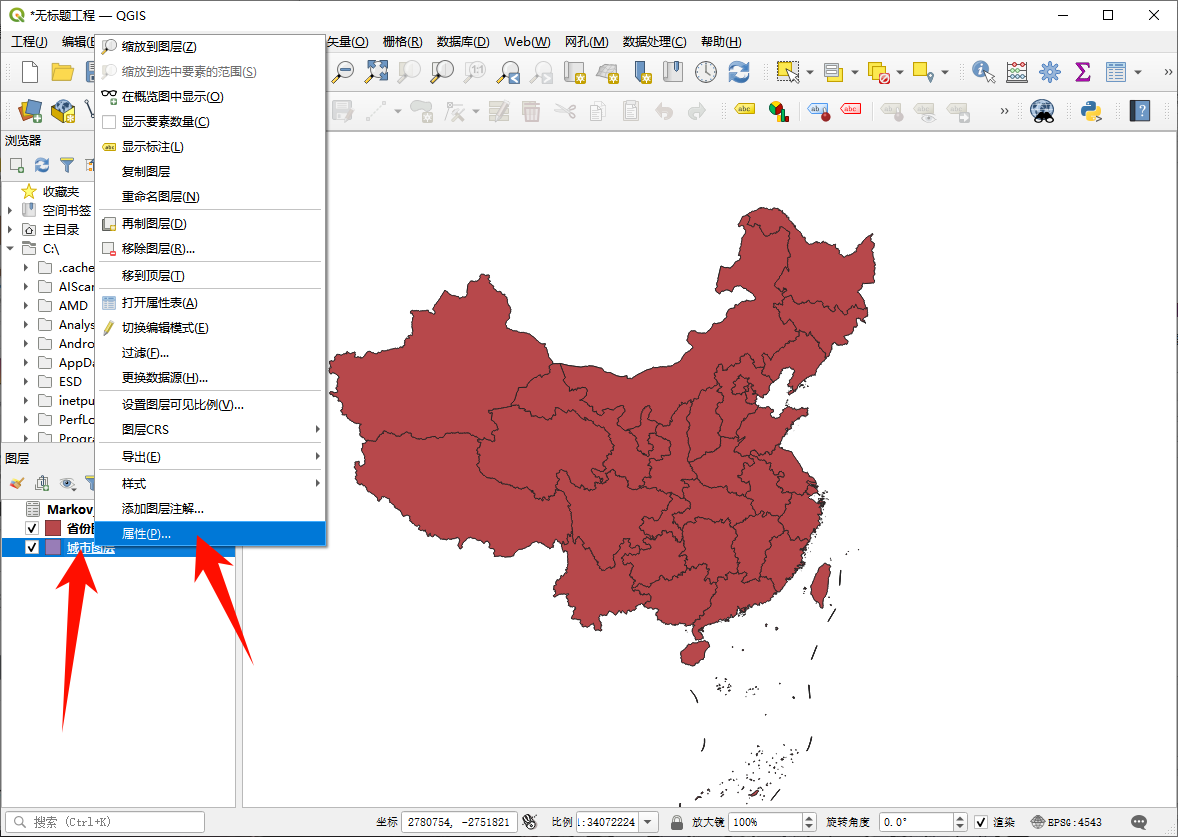 *无标题工程 — QGIS
工程(J) 编辑(E 矢量(O) 栅格(R) 数据库(D) Web(W) 网孔(M) 数据处理(C) 帮助(H)
缩放到图层(Z)
缩放到选中要素的范围(S)
在概览图中显示(O)
显示要素数量(C)
显示标注(L)
复制图层
重命名图层(N)
再制图层(D)
移除图层(R)...
移到顶层(T)
打开属性表(A)
切换编辑模式(E)
过滤(F)...
更换数据源(H)...
设置图层可见比例(V)...
图层CRS
导出(E)
样式
添加图层注解...
属性(P)...
abc abc ab abc
浏览器
收藏夹
空间书签
主目录
C:\
.cache
AIScan
AMD
Analys
Andro
AppDa
ESD
inetpu
PerfLo
Progra
图层
Markov_
省份图
城市图层
搜索 (Ctrl+K)
坐标 2780754, -2751821 比例 1:34072224 放大镜 100% 旋转角度 0.0° 渲染 EPSG:4543